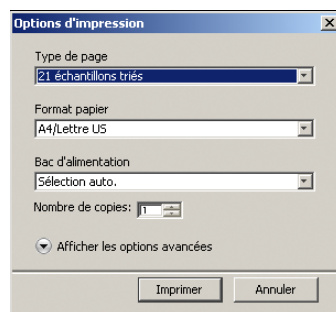 Options d'impression
Type de page
21 échantillons triés
Format papier
A4/Lettre US
Bac d'alimentation
Sélection auto.
Nombre de copies: 1
Afficher les options avancées
Imprimer Annuler